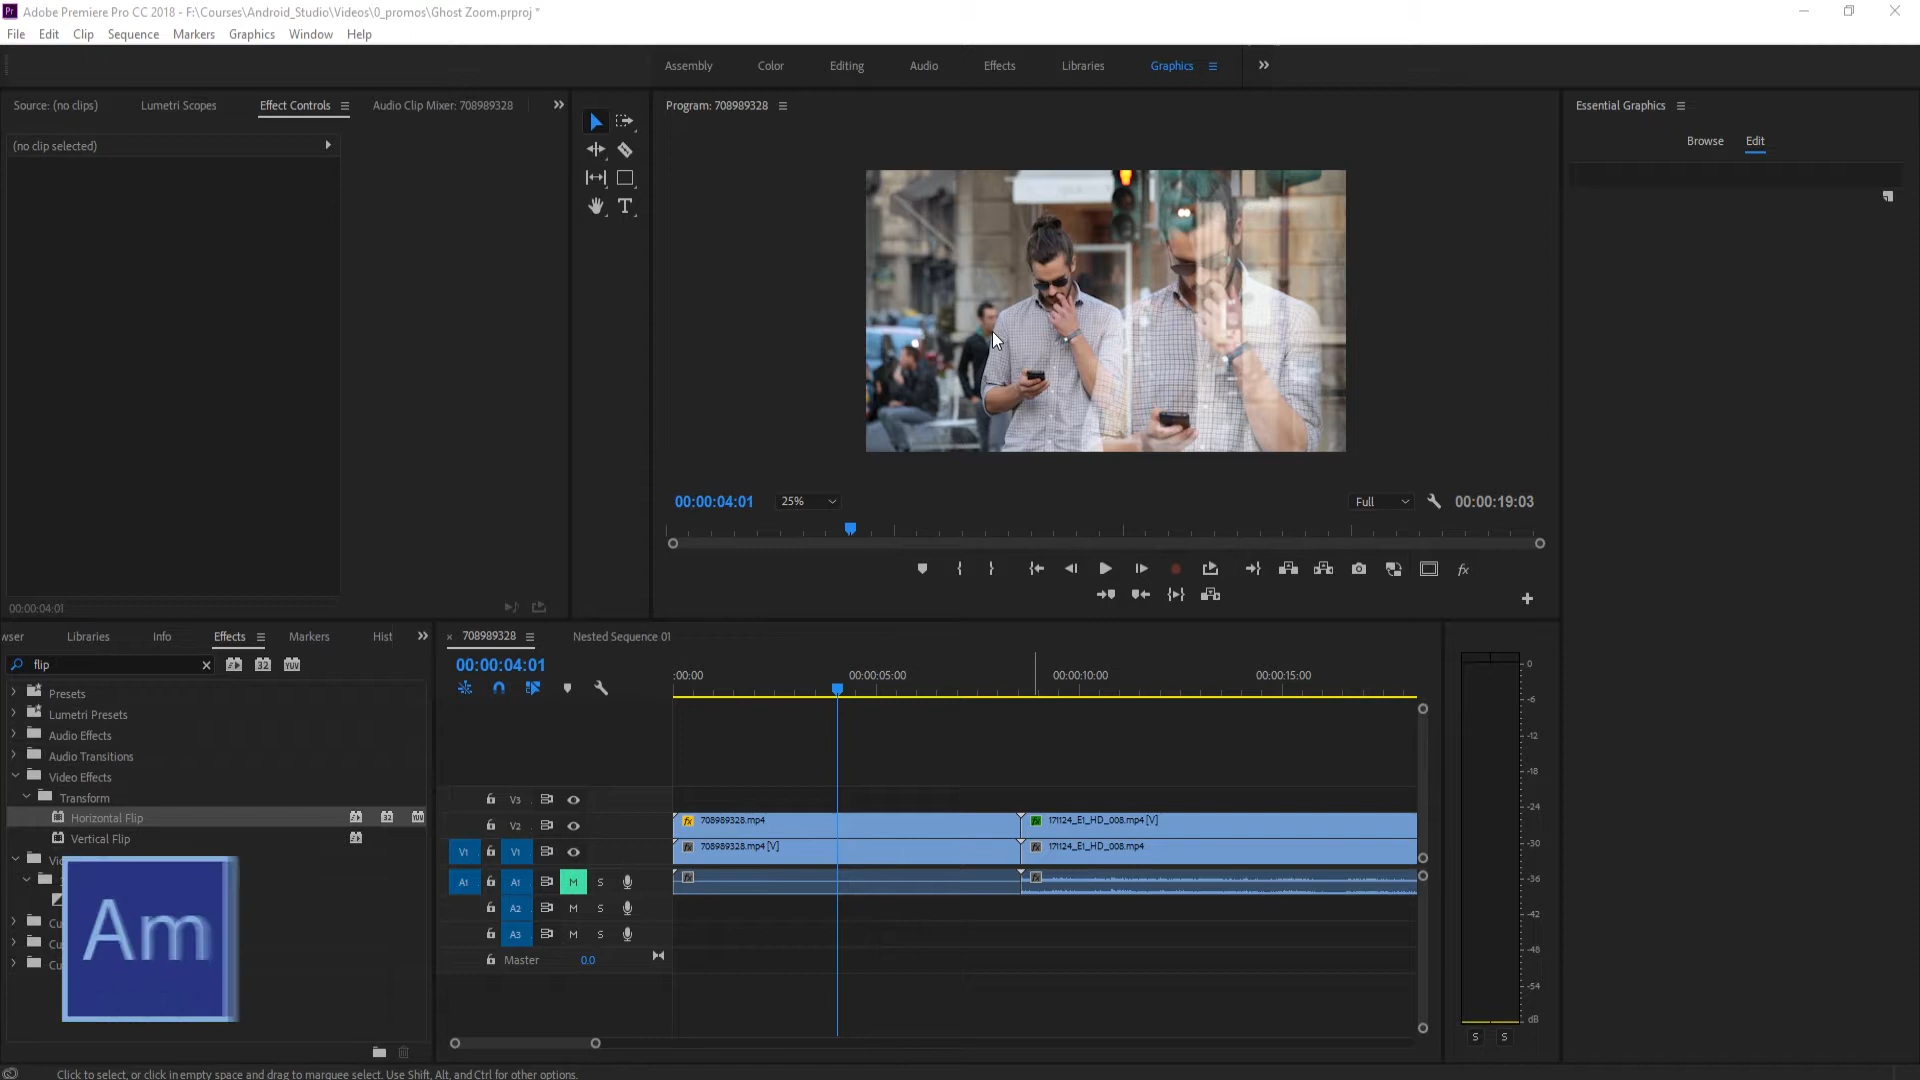 Adobe Premiere Pro CC 2018 - F:\Courses\Android_Studio\Videos\0_promos\Ghost Zoom.prproj *
File Edit Clip Sequence Markers Graphics Window Help
Assembly Color Editing Audio Effects Libraries Graphics
Source: (no clips) Lumetri Scopes Effect Controls Audio Clip Mixer: 708989328
Program: 708989328
Essential Graphics
(no clip selected)
Browse Edit
00:00:04:01 25% Full 00:00:19:03
00:00:04:01
wser Libraries Info Effects Markers Hist
708989328 Nested Sequence 01
flip
00:00:04:01
:00:00 00:00:05:00 00:00:10:00 00:00:15:00
Presets
Lumetri Presets
Audio Effects
Audio Transitions
Video Effects
Transform
Horizontal Flip
Vertical Flip
Vi
Cu
Cu
Cu
Am
V3
V2 708989328.mp4 171124_E1_HD_008.mp4 [V]
V1 V1 708989328.mp4 [V] 171124_E1_HD_008.mp4
A1 A1 M S
A2 M S
A3 M S
Master 0.0
0
-6
-12
-18
-24
-30
-36
-42
-48
-54
dB
S S
Click to select, or click in empty space and drag to marquee select. Use Shift, Alt, and Ctrl for other options.